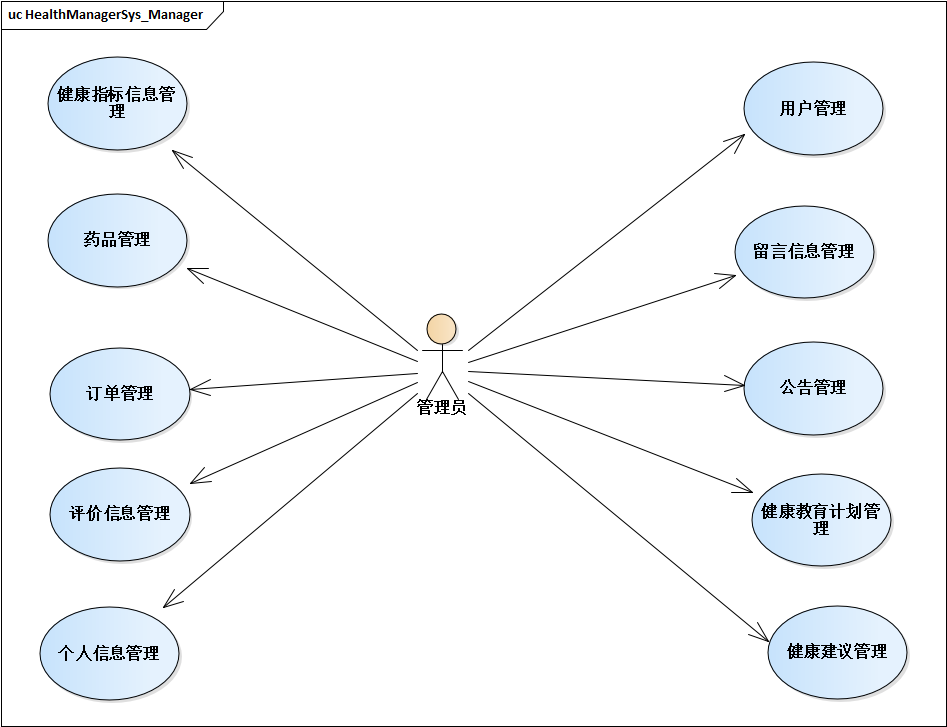 uc HealthManagerSys_Manager
健康指标信息管
理
用户管理
药品管理
留言信息管理
订单管理
管理员
公告管理
评价信息管理
健康教育计划管
理
个人信息管理
健康建议管理